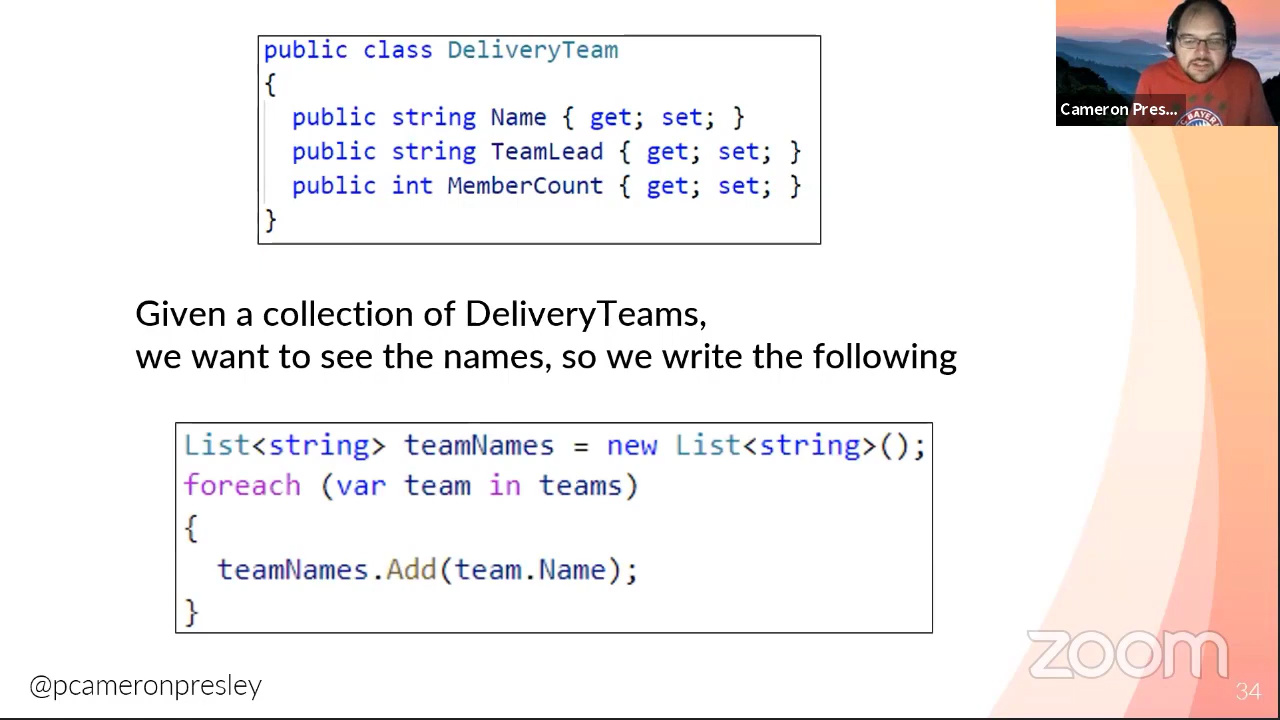 public class DeliveryTeam
{
public string Name { get; set; }
public string TeamLead { get; set; }
public int MemberCount { get; set; }
}
Cameron Pres...
BAYER
Given a collection of DeliveryTeams,
we want to see the names, so we write the following
List<string> teamNames = new List<string>();
foreach (var team in teams)
{
teamNames.Add(team.Name);
}
zoom
@pcameronpresley
34